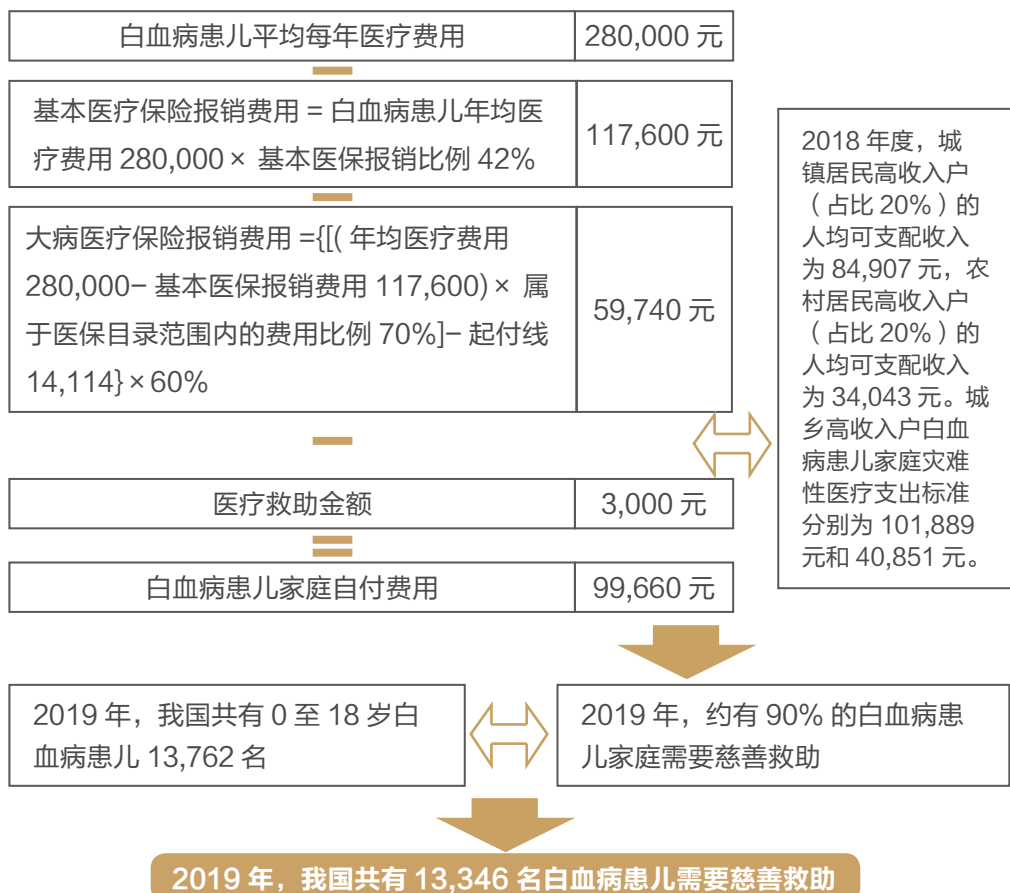 白血病患儿平均每年医疗费用
280,000 元
基本医疗保险报销费用 = 白血病患儿年均医
疗费用 280,000 × 基本医保报销比例 42%
117,600 元
大病医疗保险报销费用 ={[( 年均医疗费用
280,000− 基本医保报销费用 117,600) × 属
于医保目录范围内的费用比例 70%]− 起付线
14,114} × 60%
59,740 元
2018 年度，城
镇居民高收入户
（占比 20%）的
人均可支配收入
为 84,907 元，农
村居民高收入户
（占比 20%）的
人均可支配收入
为 34,043 元。城
乡高收入户白血
病患儿家庭灾难
性医疗支出标准
分别为 101,889
元和 40,851 元。
医疗救助金额
3,000 元
白血病患儿家庭自付费用
99,660 元
2019 年，我国共有 0 至 18 岁白
血病患儿 13,762 名
2019 年，约有 90% 的白血病患
儿家庭需要慈善救助
2019 年，我国共有 13,346 名白血病患儿需要慈善救助